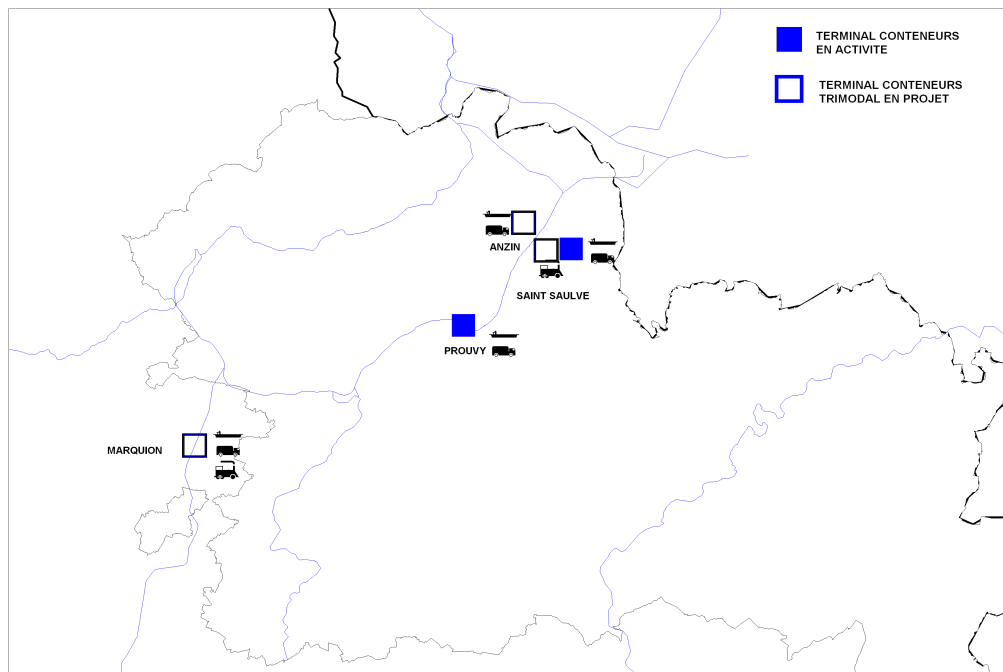 TERMINAL CONTENEURS
EN ACTIVITE
TERMINAL CONTENEURS
TRIMODAL EN PROJET
ANZIN
SAINT SAULVE
PROUVY
MARQUION